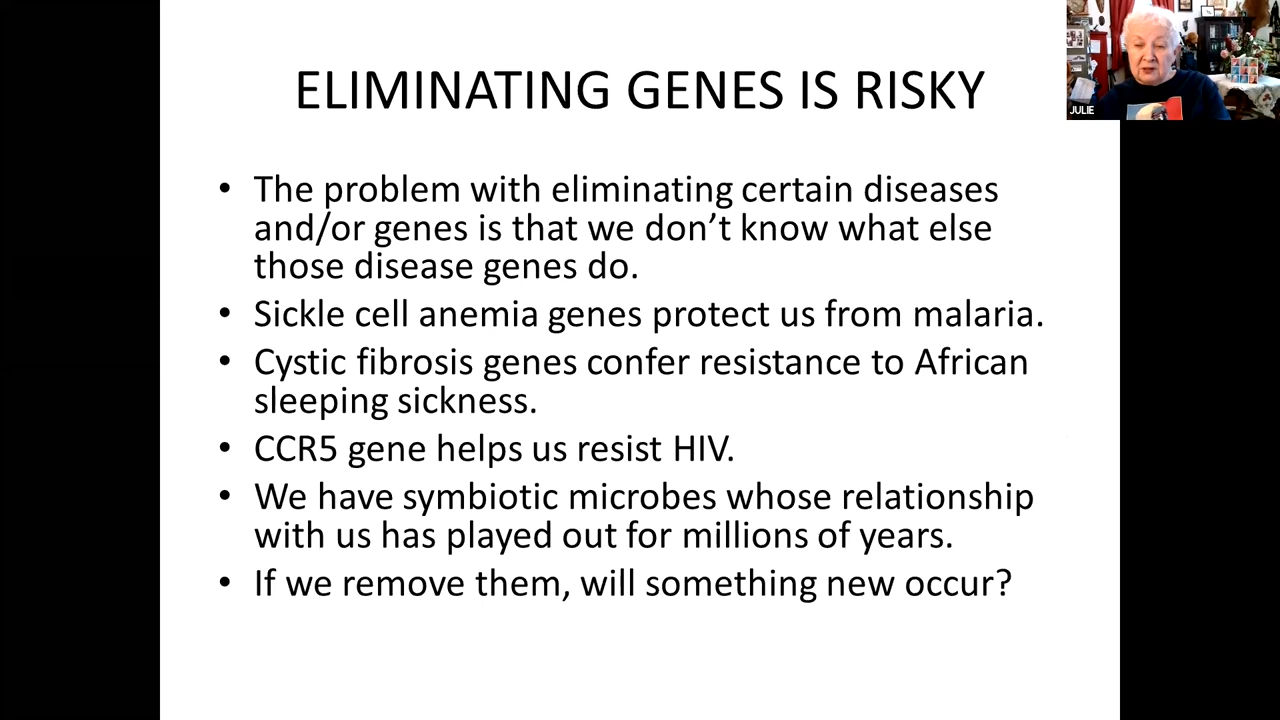 ELIMINATING GENES IS RISKY
JULIE
• The problem with eliminating certain diseases
and/or genes is that we don’t know what else
those disease genes do.
• Sickle cell anemia genes protect us from malaria.
• Cystic fibrosis genes confer resistance to African
sleeping sickness.
• CCR5 gene helps us resist HIV.
• We have symbiotic microbes whose relationship
with us has played out for millions of years.
• If we remove them, will something new occur?